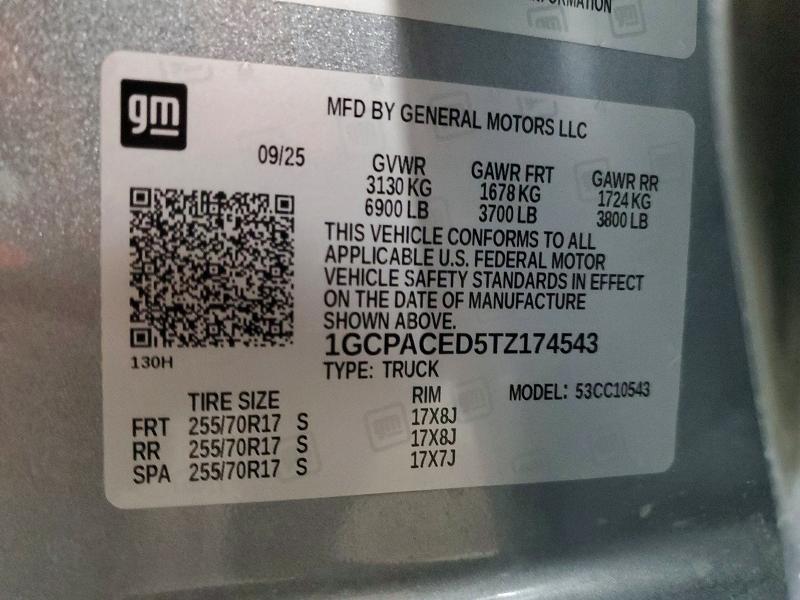 INFORMATION
gm
MFD BY GENERAL MOTORS LLC
09/25
GVWR GAWR FRT GAWR RR
3130 KG 1678 KG 1724 KG
6900 LB 3700 LB 3800 LB
THIS VEHICLE CONFORMS TO ALL
APPLICABLE U.S. FEDERAL MOTOR
VEHICLE SAFETY STANDARDS IN EFFECT
ON THE DATE OF MANUFACTURE
SHOWN ABOVE.
1GCPACED5TZ174543
130H
TYPE: TRUCK
TIRE SIZE RIM MODEL: 53CC10543
FRT 255/70R17 S 17X8J
RR 255/70R17 S 17X8J
SPA 255/70R17 S 17X7J